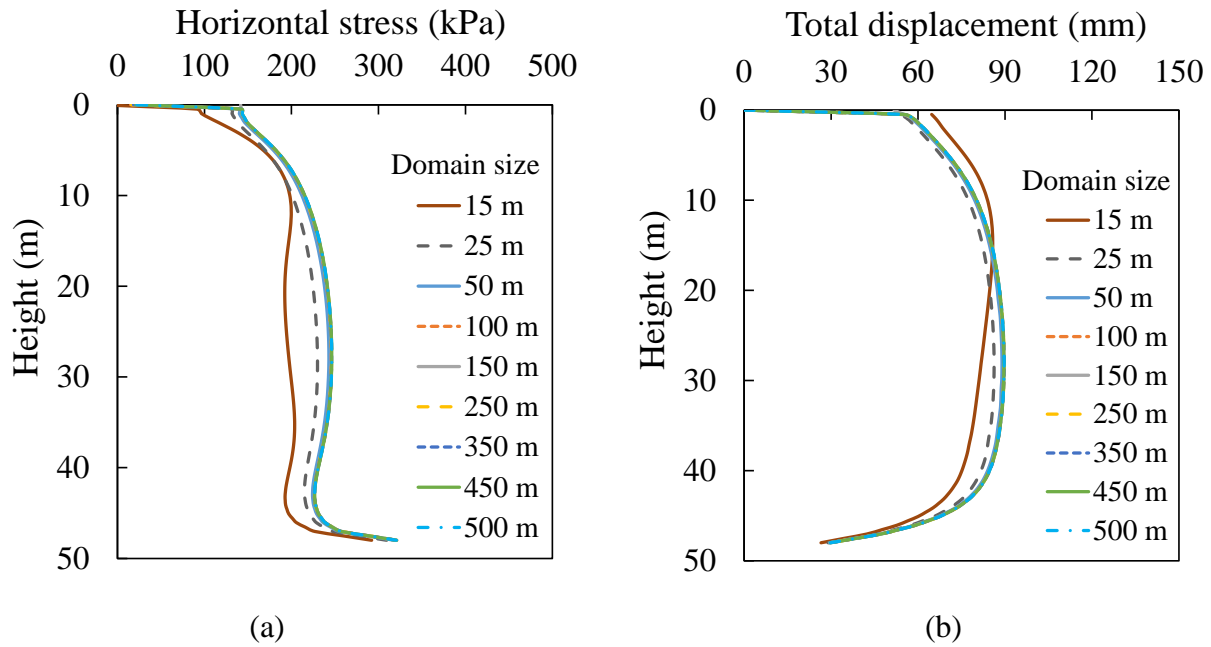 Horizontal stress (kPa)
0 100 200 300 400 500
0
10
20
30
40
50
Height (m)
Domain size
15 m
25 m
50 m
100 m
150 m
250 m
350 m
450 m
500 m
(a)
Total displacement (mm)
0 30 60 90 120 150
0
10
20
30
40
50
Height (m)
Domain size
15 m
25 m
50 m
100 m
150 m
250 m
350 m
450 m
500 m
(b)